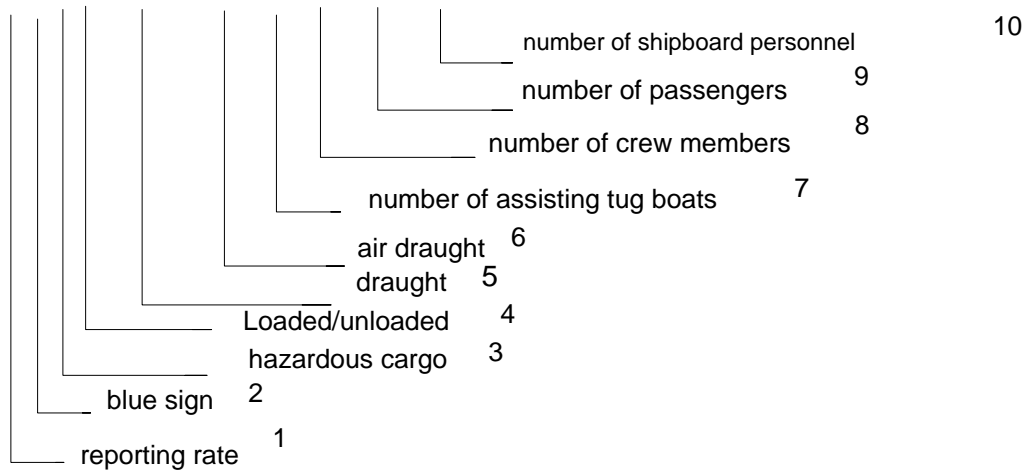 number of shipboard personnel 10
number of passengers 9
number of crew members 8
number of assisting tug boats 7
air draught 6
draught 5
Loaded/unloaded 4
hazardous cargo 3
blue sign 2
reporting rate 1